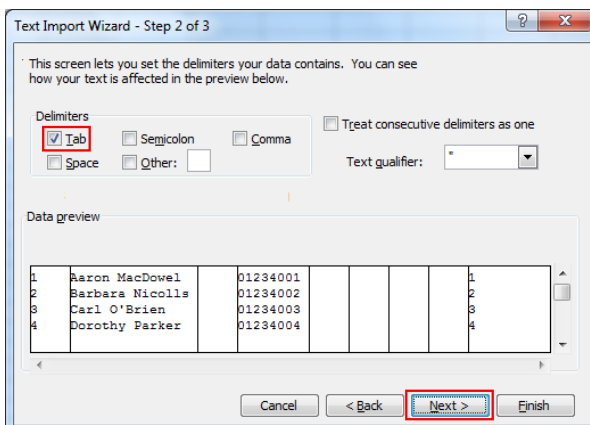 Text Import Wizard - Step 2 of 3
This screen lets you set the delimiters your data contains. You can see
how your text is affected in the preview below.
Delimiters
Tab Semicolon Comma
Space Other:
Treat consecutive delimiters as one
Text qualifier: "
Data preview
1 Aaron MacDowel 01234001 1
2 Barbara Nicolls 01234002 2
3 Carl O'Brien 01234003 3
4 Dorothy Parker 01234004 4
Cancel < Back Next > Finish